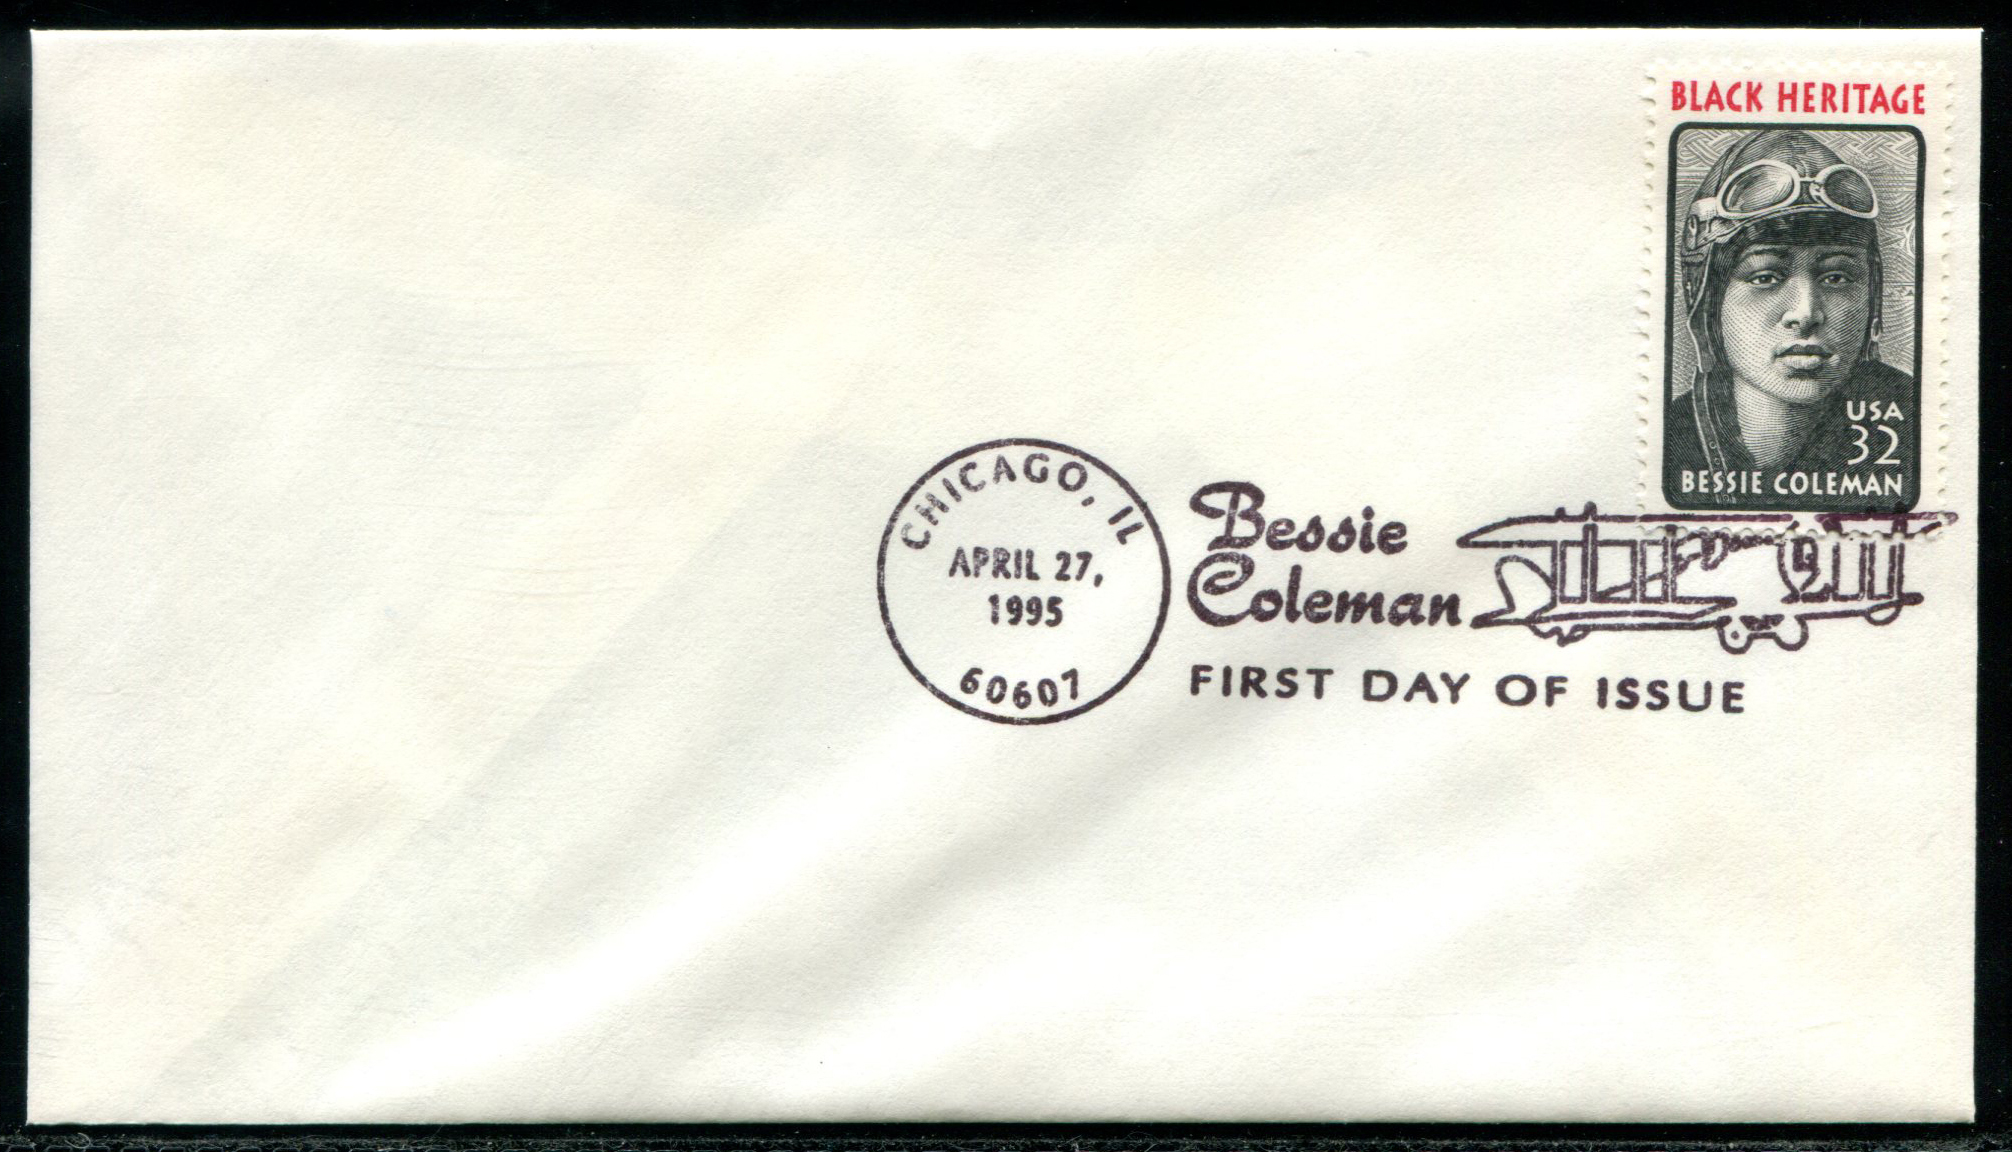 BLACK HERITAGE
USA
32
BESSIE COLEMAN
CHICAGO, IL
APRIL 27,
1995
60607
Bessie
Coleman
FIRST DAY OF ISSUE